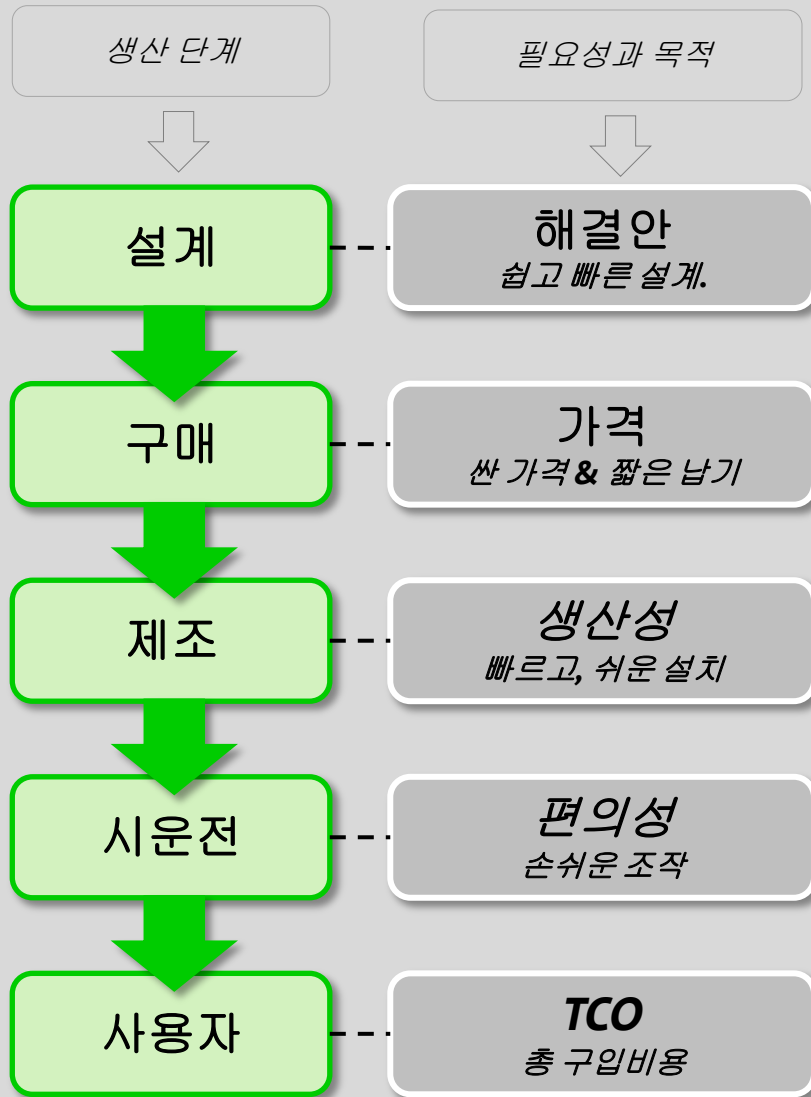 생산 단계
필요성과 목적
설계
해결안
쉽고 빠른 설계.
구매
가격
싼 가격 & 짧은 납기
제조
생산성
빠르고, 쉬운 설치
시운전
편의성
손쉬운 조작
사용자
TCO
총 구입비용